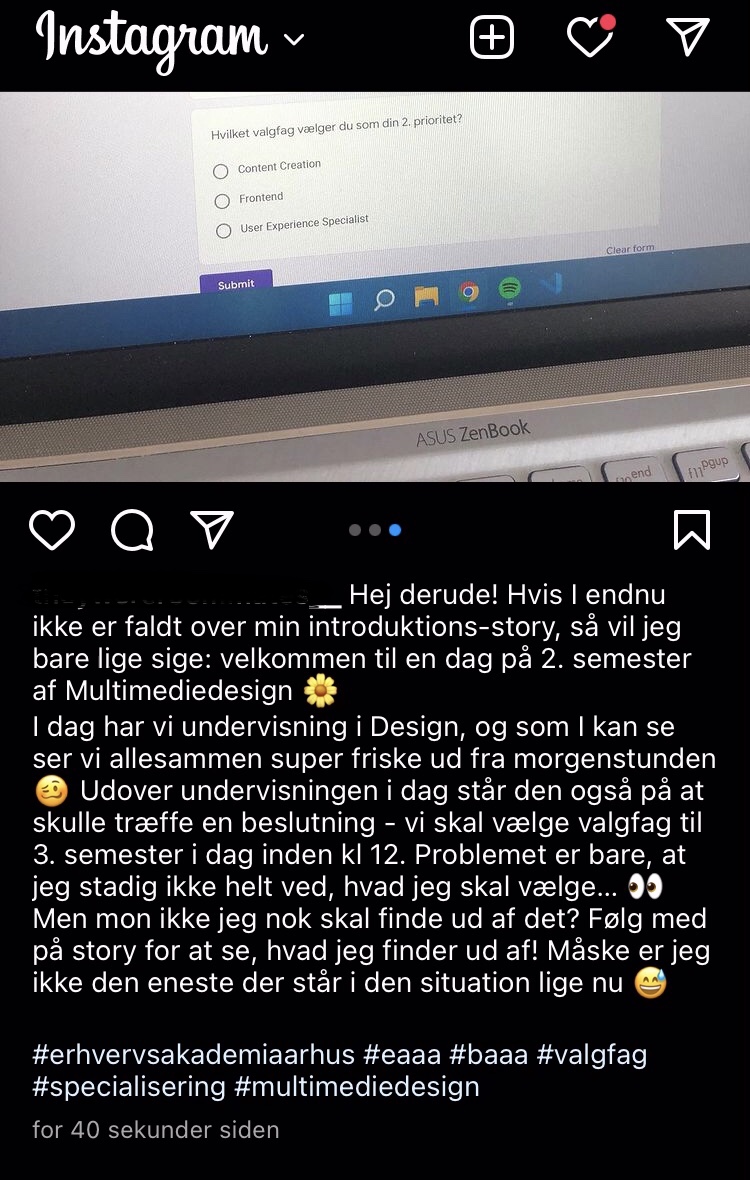 Instagram
Hvilket valgfag vælger du som din 2. prioritet?
Content Creation
Frontend
User Experience Specialist
Clear form
Submit
ASUS ZenBook
end
f11 pgup
Hej derude! Hvis I endnu
ikke er faldt over min introduktions-story, så vil jeg
bare lige sige: velkommen til en dag på 2. semester
af Multimediedesign 🌼
I dag har vi undervisning i Design, og som I kan se
ser vi allesammen super friske ud fra morgenstunden
🥴 Udover undervisningen i dag står den også på at
skulle træffe en beslutning - vi skal vælge valgfag til
3. semester i dag inden kl 12. Problemet er bare, at
jeg stadig ikke helt ved, hvad jeg skal vælge... 👀
Men mon ikke jeg nok skal finde ud af det? Følg med
på story for at se, hvad jeg finder ud af! Måske er jeg
ikke den eneste der står i den situation lige nu 😅
#erhvervsakademiaarhus #eaaa #baaa #valgfag
#specialisering #multimediedesign
for 40 sekunder siden